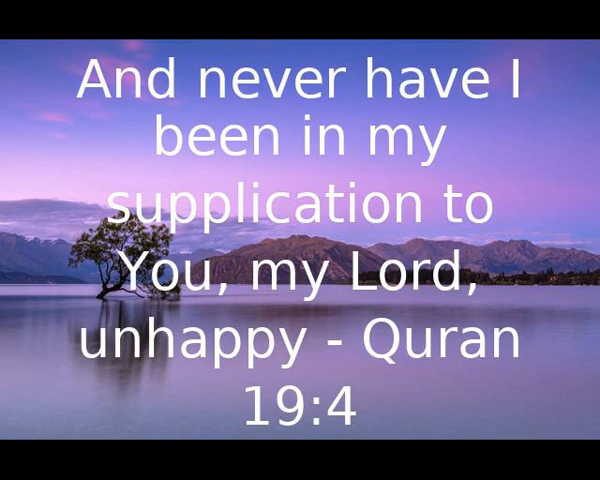 And never have I
been in my
supplication to
You, my Lord,
unhappy - Quran
19:4